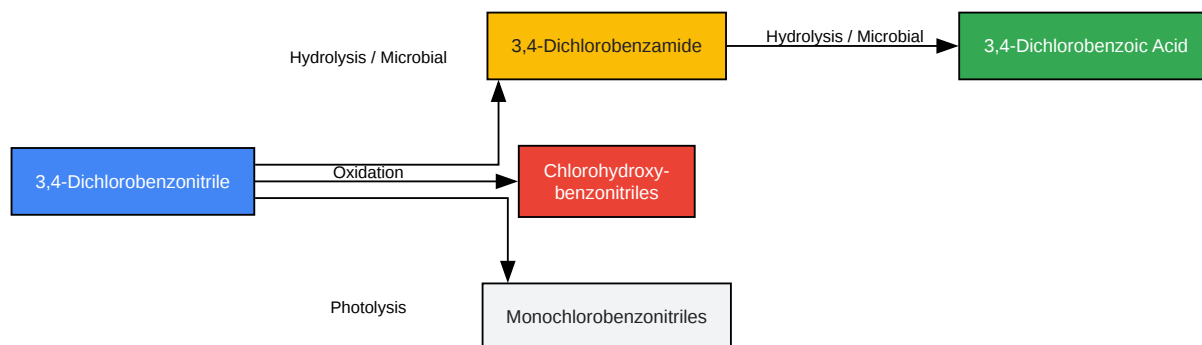 3,4-Dichlorobenzamide
Hydrolysis / Microbial
3,4-Dichlorobenzoic Acid
Hydrolysis / Microbial
3,4-Dichlorobenzonitrile
Oxidation
Chlorohydroxy-
benzonitriles
Photolysis
Monochlorobenzonitriles